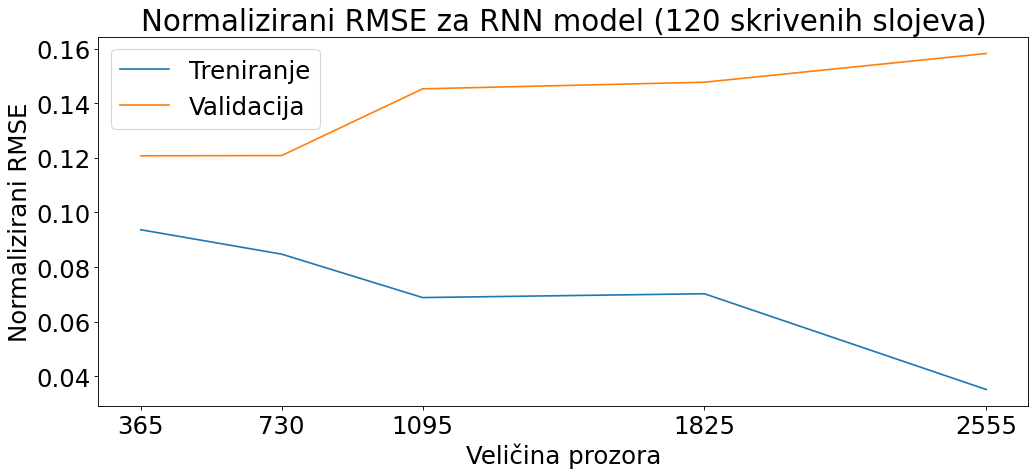 Normalizirani RMSE za RNN model (120 skrivenih slojeva)
Treniranje
Validacija
Normalizirani RMSE
0.16
0.14
0.12
0.10
0.08
0.06
0.04
365 730 1095 1825 2555
Veličina prozora